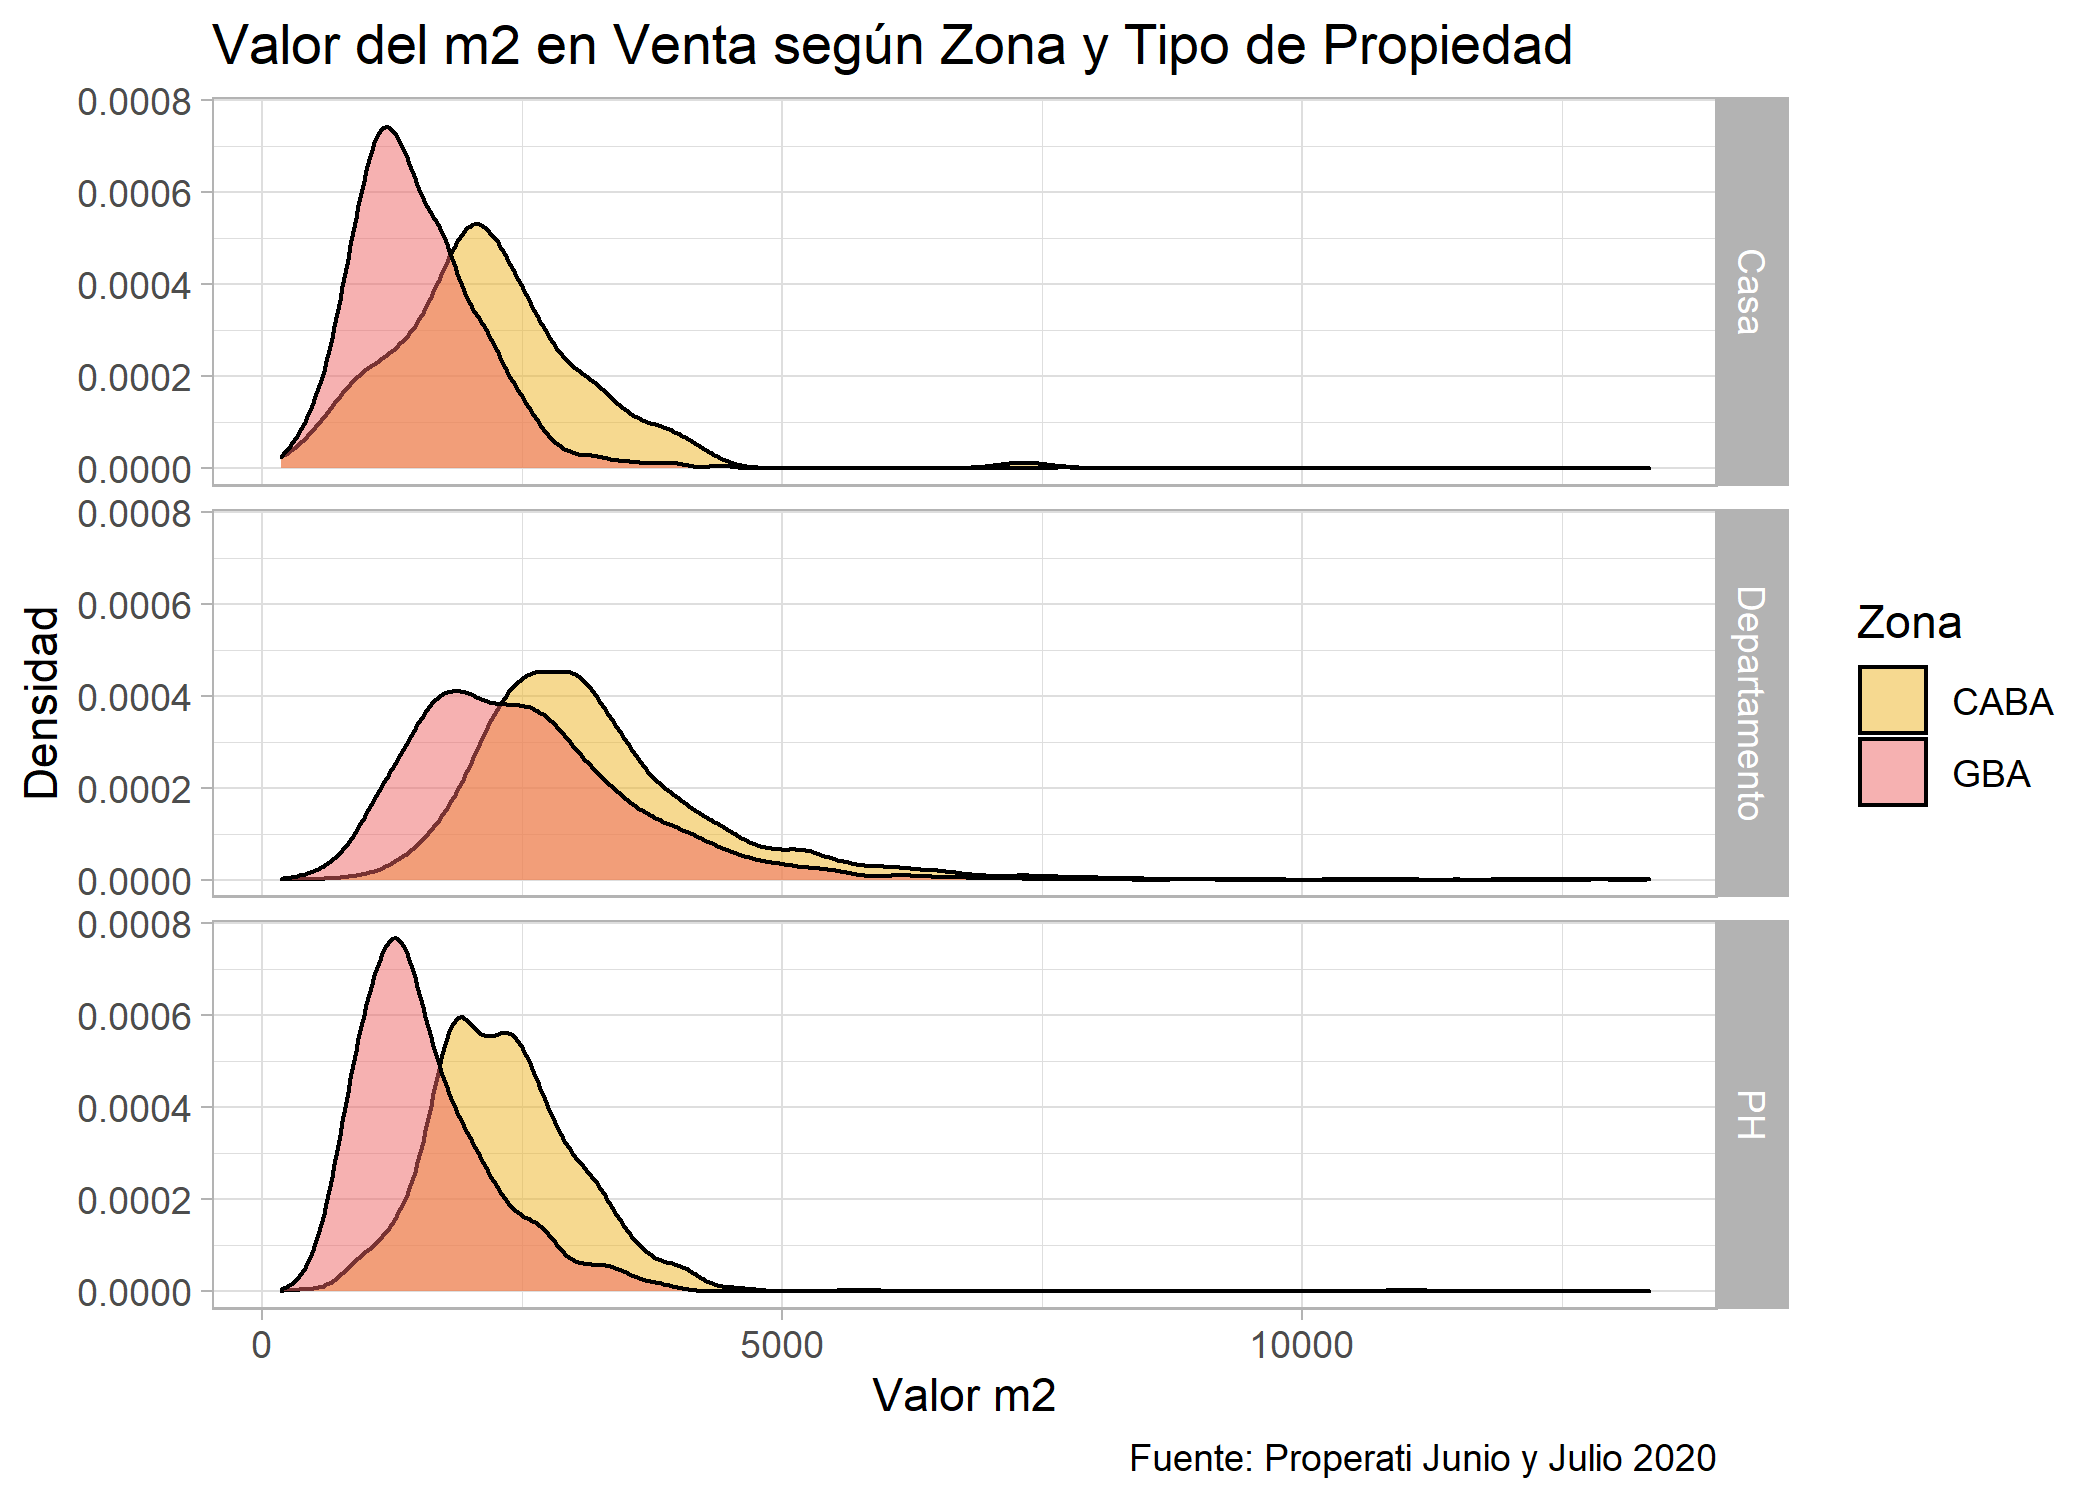 Valor del m2 en Venta según Zona y Tipo de Propiedad
Densidad
0.0008
0.0006
0.0004
0.0002
0.0000
Casa
0.0008
0.0006
0.0004
0.0002
0.0000
Departamento
0.0008
0.0006
0.0004
0.0002
0.0000
PH
0 5000 10000
Valor m2
Zona
CABA
GBA
Fuente: Properati Junio y Julio 2020